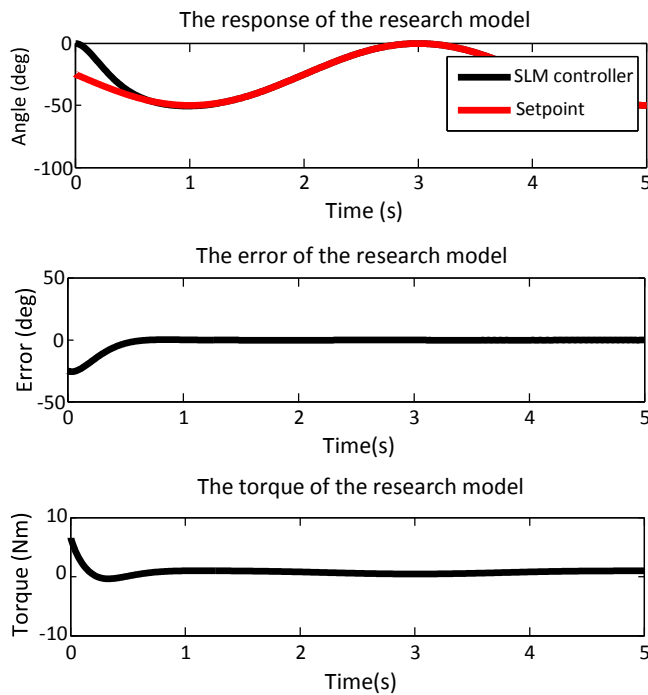 The response of the research model
0
-50
-100
Angle (deg)
SLM controller
Setpoint
0 1 2 3 4 5
Time (s)
The error of the research model
50
0
-50
Error (deg)
0 1 2 3 4 5
Time(s)
The torque of the research model
10
0
-10
Torque (Nm)
0 1 2 3 4 5
Time(s)